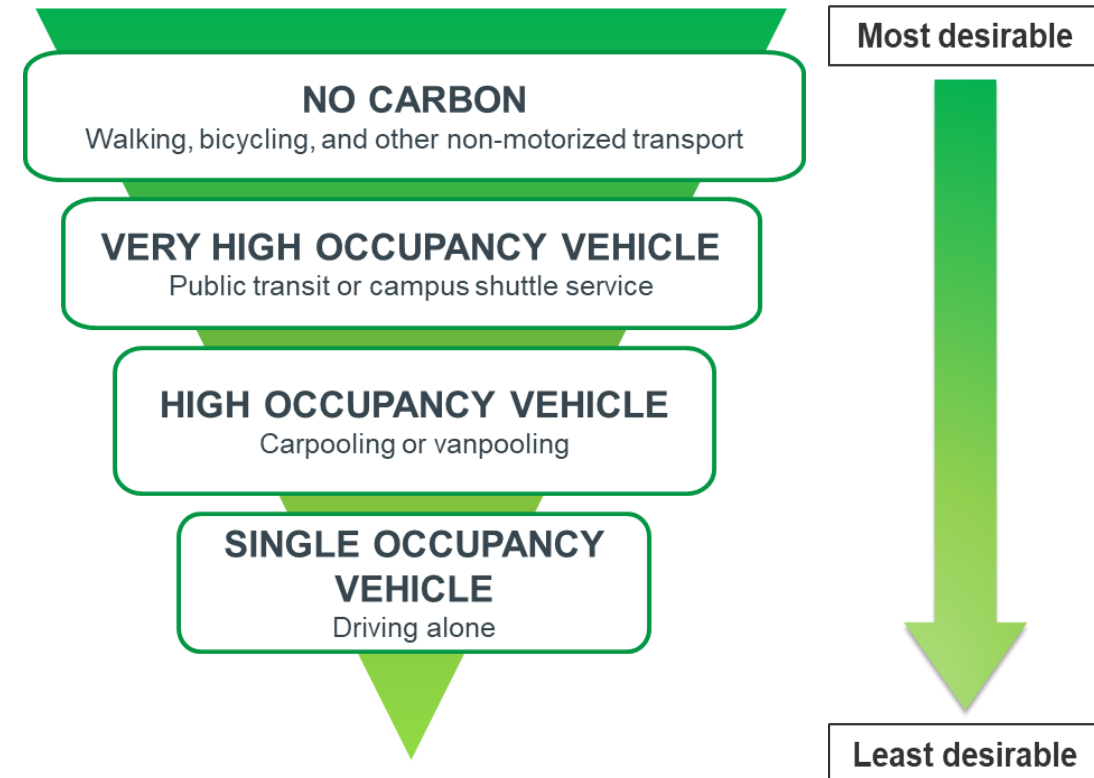 Most desirable
NO CARBON
Walking, bicycling, and other non-motorized transport
VERY HIGH OCCUPANCY VEHICLE
Public transit or campus shuttle service
HIGH OCCUPANCY VEHICLE
Carpooling or vanpooling
SINGLE OCCUPANCY
VEHICLE
Driving alone
Least desirable